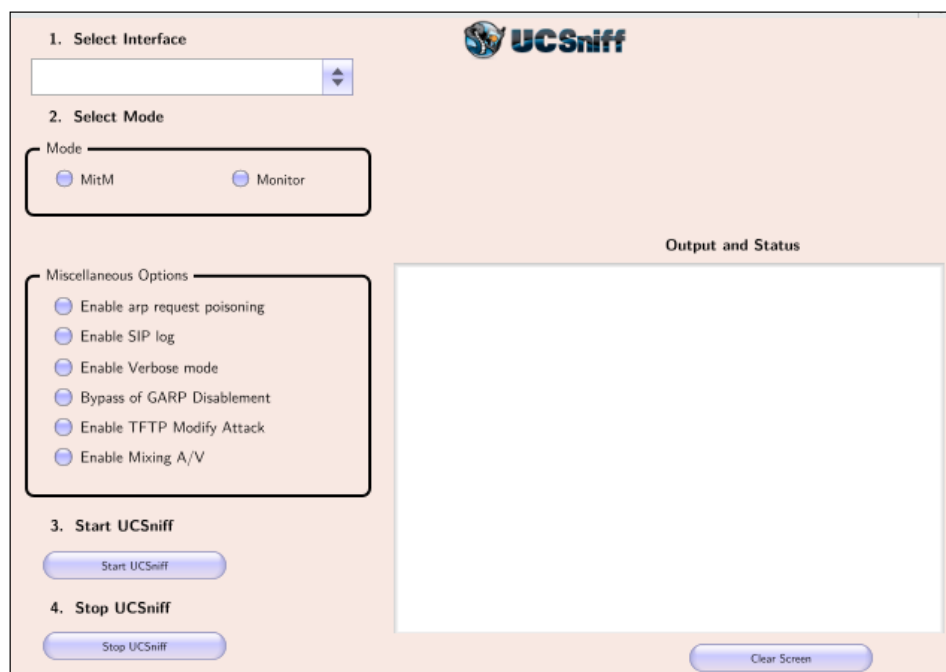 1. Select Interface
UCSniff
2. Select Mode
Mode
MitM
Monitor
Output and Status
Miscellaneous Options
Enable arp request poisoning
Enable SIP log
Enable Verbose mode
Bypass of GARP Disablement
Enable TFTP Modify Attack
Enable Mixing A/V
3. Start UCSniff
Start UCSniff
4. Stop UCSniff
Stop UCSniff
Clear Screen